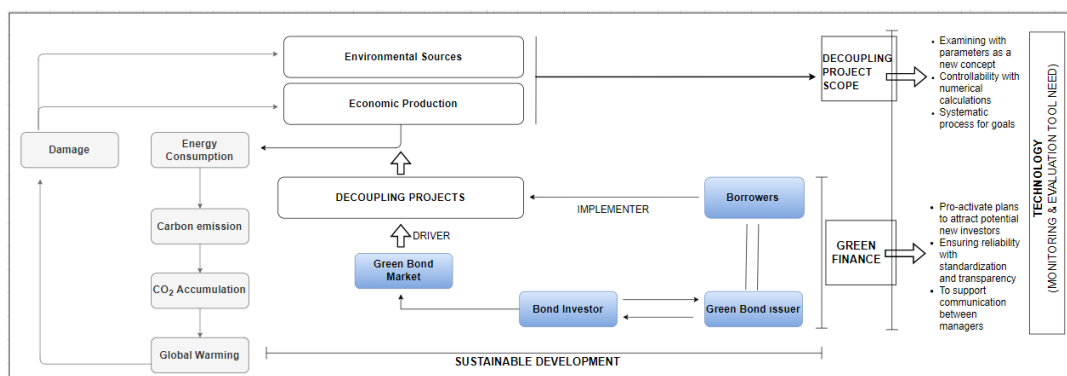 Environmental Sources
Economic Production
Damage
Energy
Consumption
Carbon emission
CO₂ Accumulation
Global Warming
DECOUPLING PROJECTS
DRIVER
Green Bond
Market
IMPLEMENTER
Borrowers
Bond Investor
Green Bond ıssuer
SUSTAINABLE DEVELOPMENT
DECOUPLING
PROJECT
SCOPE
GREEN
FINANCE
• Examining with
parameters as a
new concept
• Controllability with
numerical
calculations
• Systematic
process for goals
• Pro-activate plans
to attract potential
new investors
• Ensuring reliability
with
standardization
and transparency
• To support
communication
between
managers
TECHNOLOGY
(MONITORING & EVALUATION TOOL NEED)